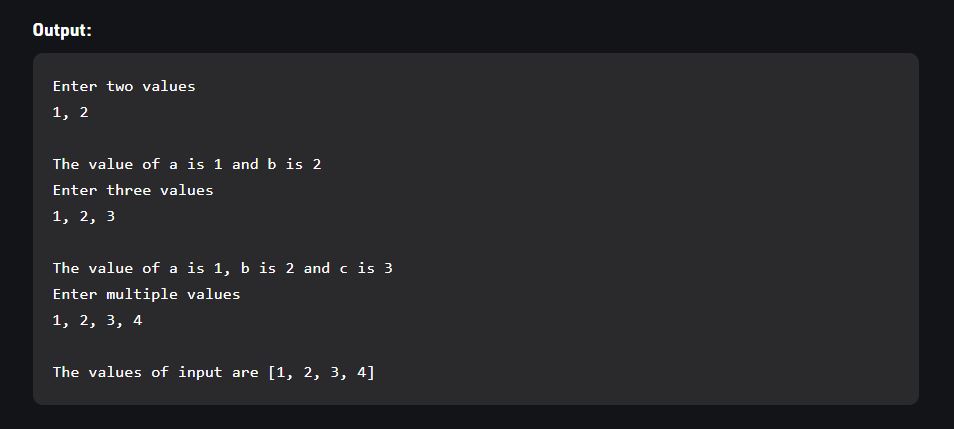 Output:
Enter two values
1, 2
The value of a is 1 and b is 2
Enter three values
1, 2, 3
The value of a is 1, b is 2 and c is 3
Enter multiple values
1, 2, 3, 4
The values of input are [1, 2, 3, 4]